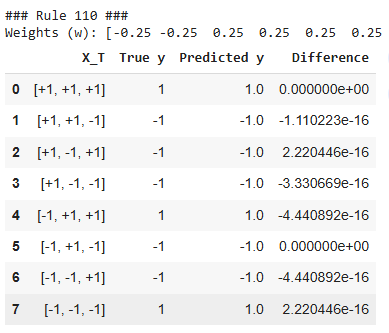 ### Rule 110 ###
Weights (w): [-0.25 -0.25 0.25 0.25 0.25 0.25
X_T True y Predicted y Difference
0 [+1, +1, +1] 1 1.0 0.000000e+00
1 [+1, +1, -1] -1 -1.0 -1.110223e-16
2 [+1, -1, +1] -1 -1.0 2.220446e-16
3 [+1, -1, -1] -1 -1.0 -3.330669e-16
4 [-1, +1, +1] 1 1.0 -4.440892e-16
5 [-1, +1, -1] -1 -1.0 0.000000e+00
6 [-1, -1, +1] -1 -1.0 -4.440892e-16
7 [-1, -1, -1] 1 1.0 2.220446e-16